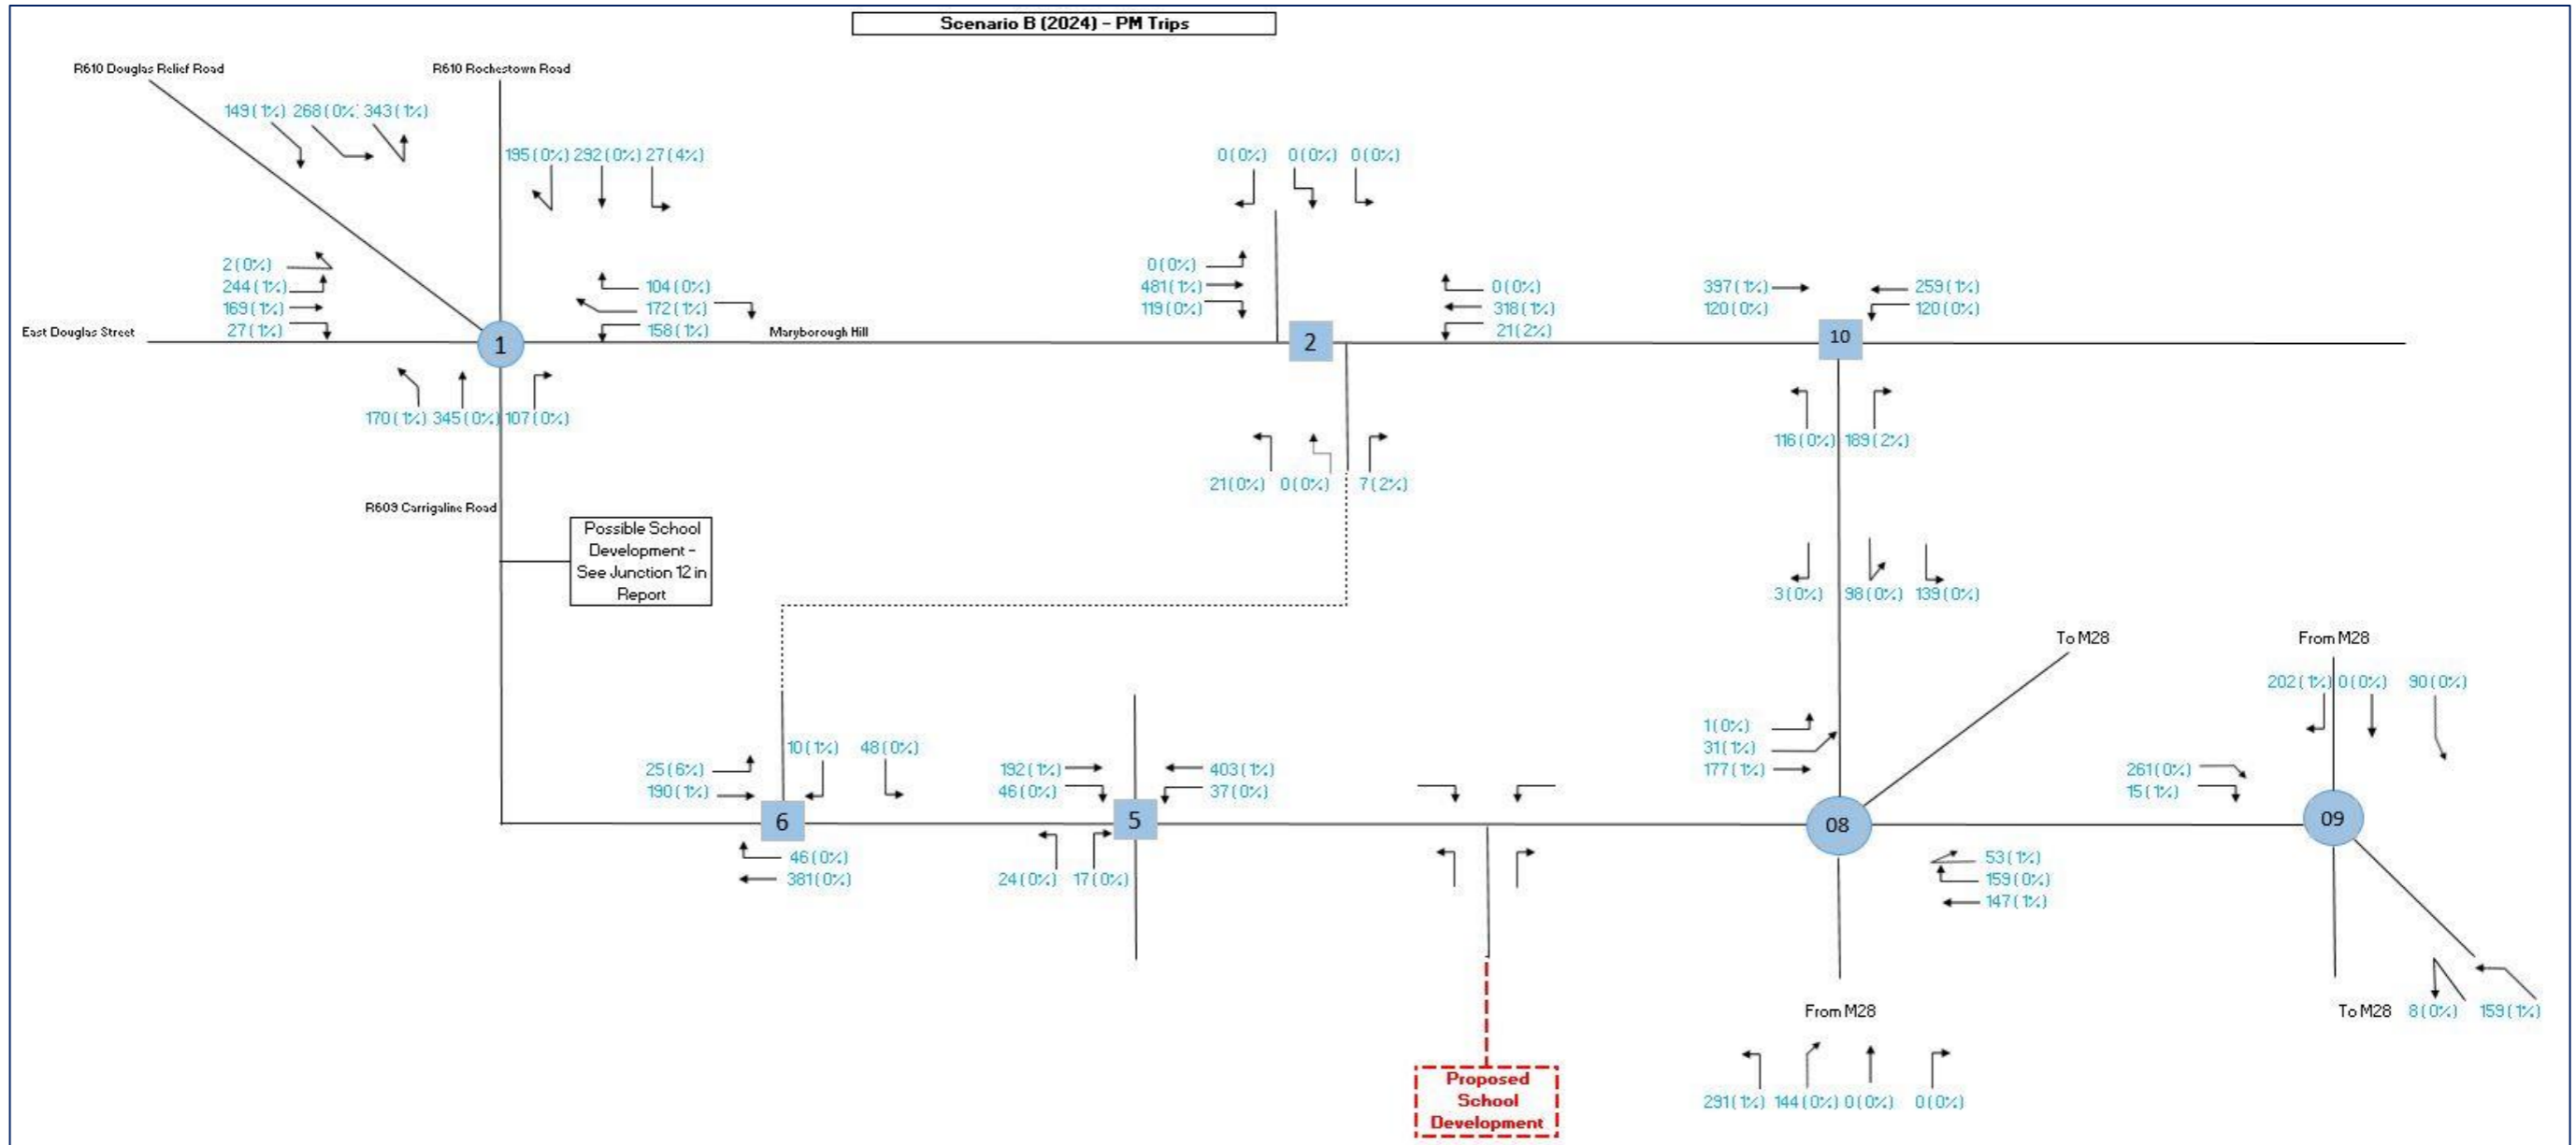 Scenario B (2024) - PM Trips
R610 Douglas Relief Road
R610 Rochestown Road
149(1%) 268(0%) 343(1%)
195(0%) 292(0%) 27(4%)
2(0%)
244(1%)
169(1%)
27(1%)
104(0%)
172(1%)
158(1%)
East Douglas Street
1
Maryborough Hill
170(1%) 345(0%) 107(0%)
0(0%) 0(0%) 0(0%)
0(0%)
481(1%)
119(0%)
0(0%)
318(1%)
21(2%)
2
21(0%) 0(0%) 7(2%)
397(1%)
120(0%)
259(1%)
120(0%)
10
116(0%) 189(2%)
R609 Carrigaline Road
Possible School
Development -
See Junction 12 in
Report
3(0%) 98(0%) 139(0%)
To M28
From M28
202(1%) 0(0%) 90(0%)
10(1%) 48(0%)
25(6%)
190(1%)
6
46(0%)
381(0%)
192(1%)
46(0%)
403(1%)
37(0%)
5
24(0%) 17(0%)
1(0%)
31(1%)
177(1%)
08
53(1%)
159(0%)
147(1%)
261(0%)
15(1%)
09
From M28
To M28 8(0%) 159(1%)
291(1%) 144(0%) 0(0%) 0(0%)
Proposed
School
Development